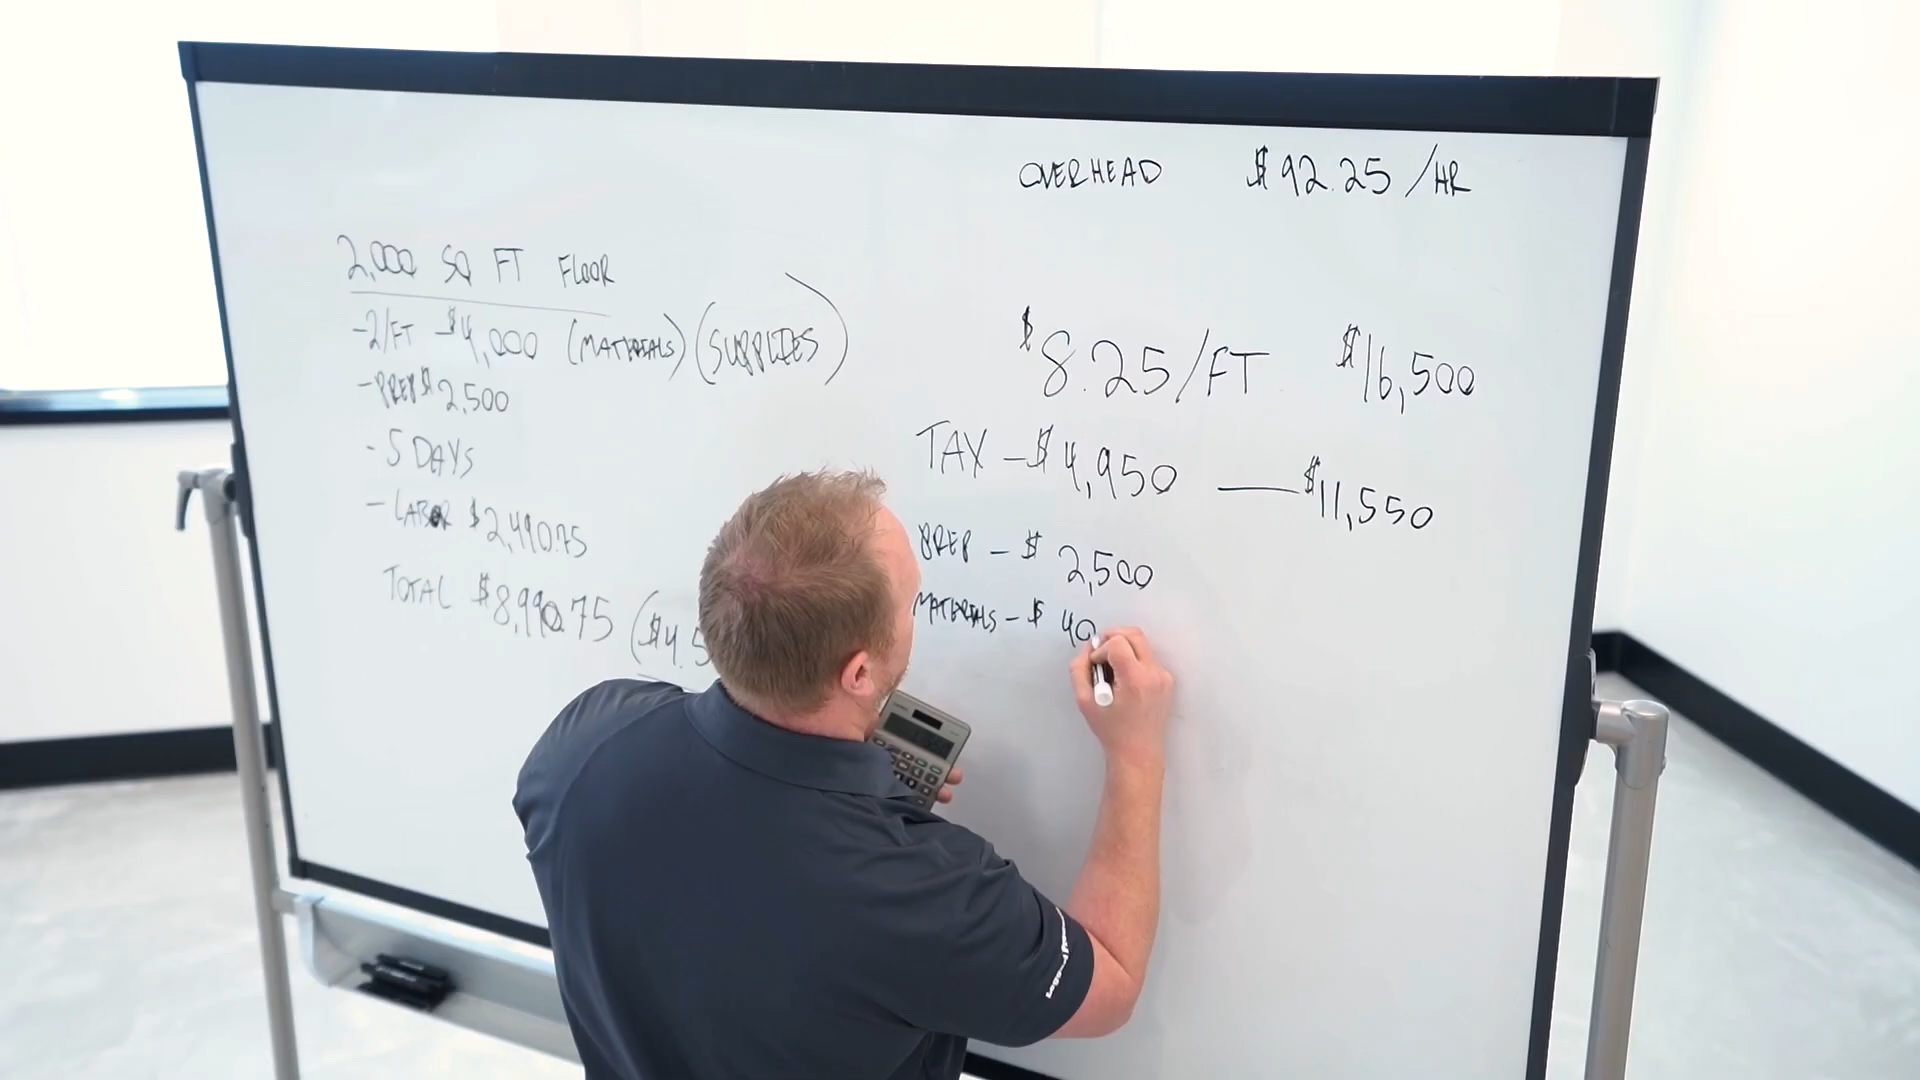 OVERHEAD $92.25/HR
2,000 SQ FT FLOOR
-2/FT -$4,000 (MATERIALS) (SUPPLIES)
-PREP $2,500
-5 DAYS
-LABOR $2,490.75
TOTAL $8,990.75 ($4.5
$8.25/FT $16,500
TAX -$4,950 — $11,550
PREP - $2,500
MATERIALS - $40